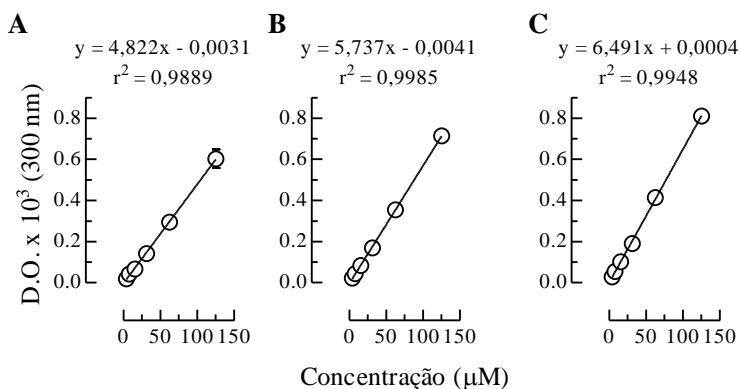 A
y = 4,822x - 0,0031
r² = 0,9889
B
y = 5,737x - 0,0041
r² = 0,9985
C
y = 6,491x + 0,0004
r² = 0,9948
D.O. x 10³ (300 nm)
0.8
0.6
0.4
0.2
0.0
0 50 100 150
0.8
0.6
0.4
0.2
0.0
0 50 100 150
0.8
0.6
0.4
0.2
0.0
0 50 100 150
Concentração (µM)